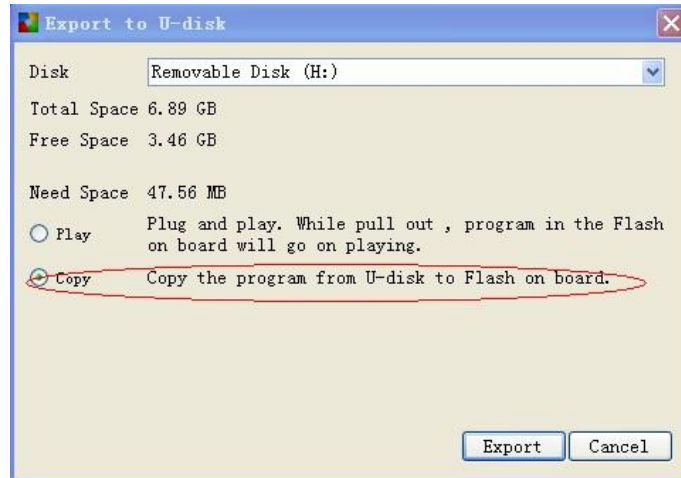 Export to U-disk
Disk Removable Disk (H:)
Total Space 6.89 GB
Free Space 3.46 GB
Need Space 47.56 MB
Play Plug and play. While pull out , program in the Flash
on board will go on playing.
Copy Copy the program from U-disk to Flash on board.
Export Cancel